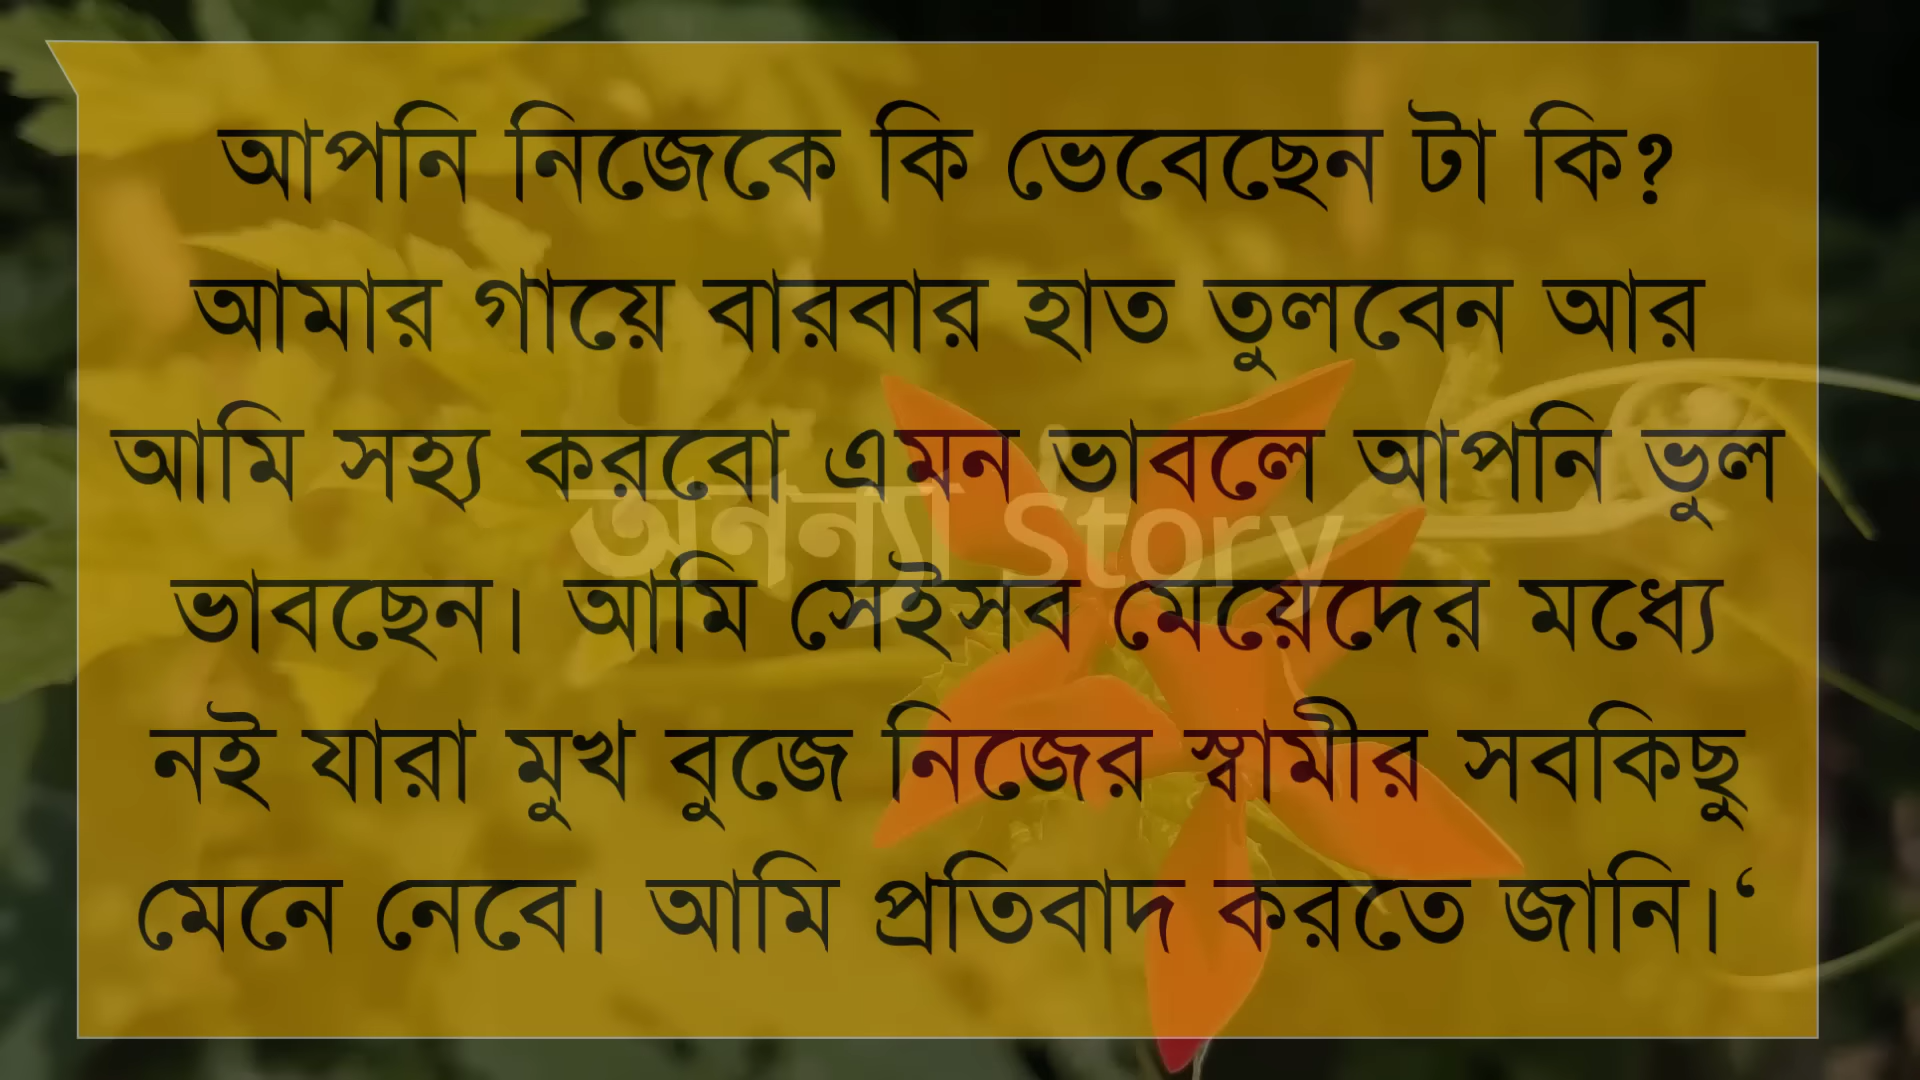 আপনি নিজেকে কি ভেবেছেন টা কি?
আমার গায়ে বারবার হাত তুলবেন আর
আমি সহ্য করবো এমন ভাবলে আপনি ভুল
অনন্যা Story
ভাবছেন। আমি সেইসব মেয়েদের মধ্যে
নই যারা মুখ বুজে নিজের স্বামীর সবকিছু
মেনে নেবে। আমি প্রতিবাদ করতে জানি।‘